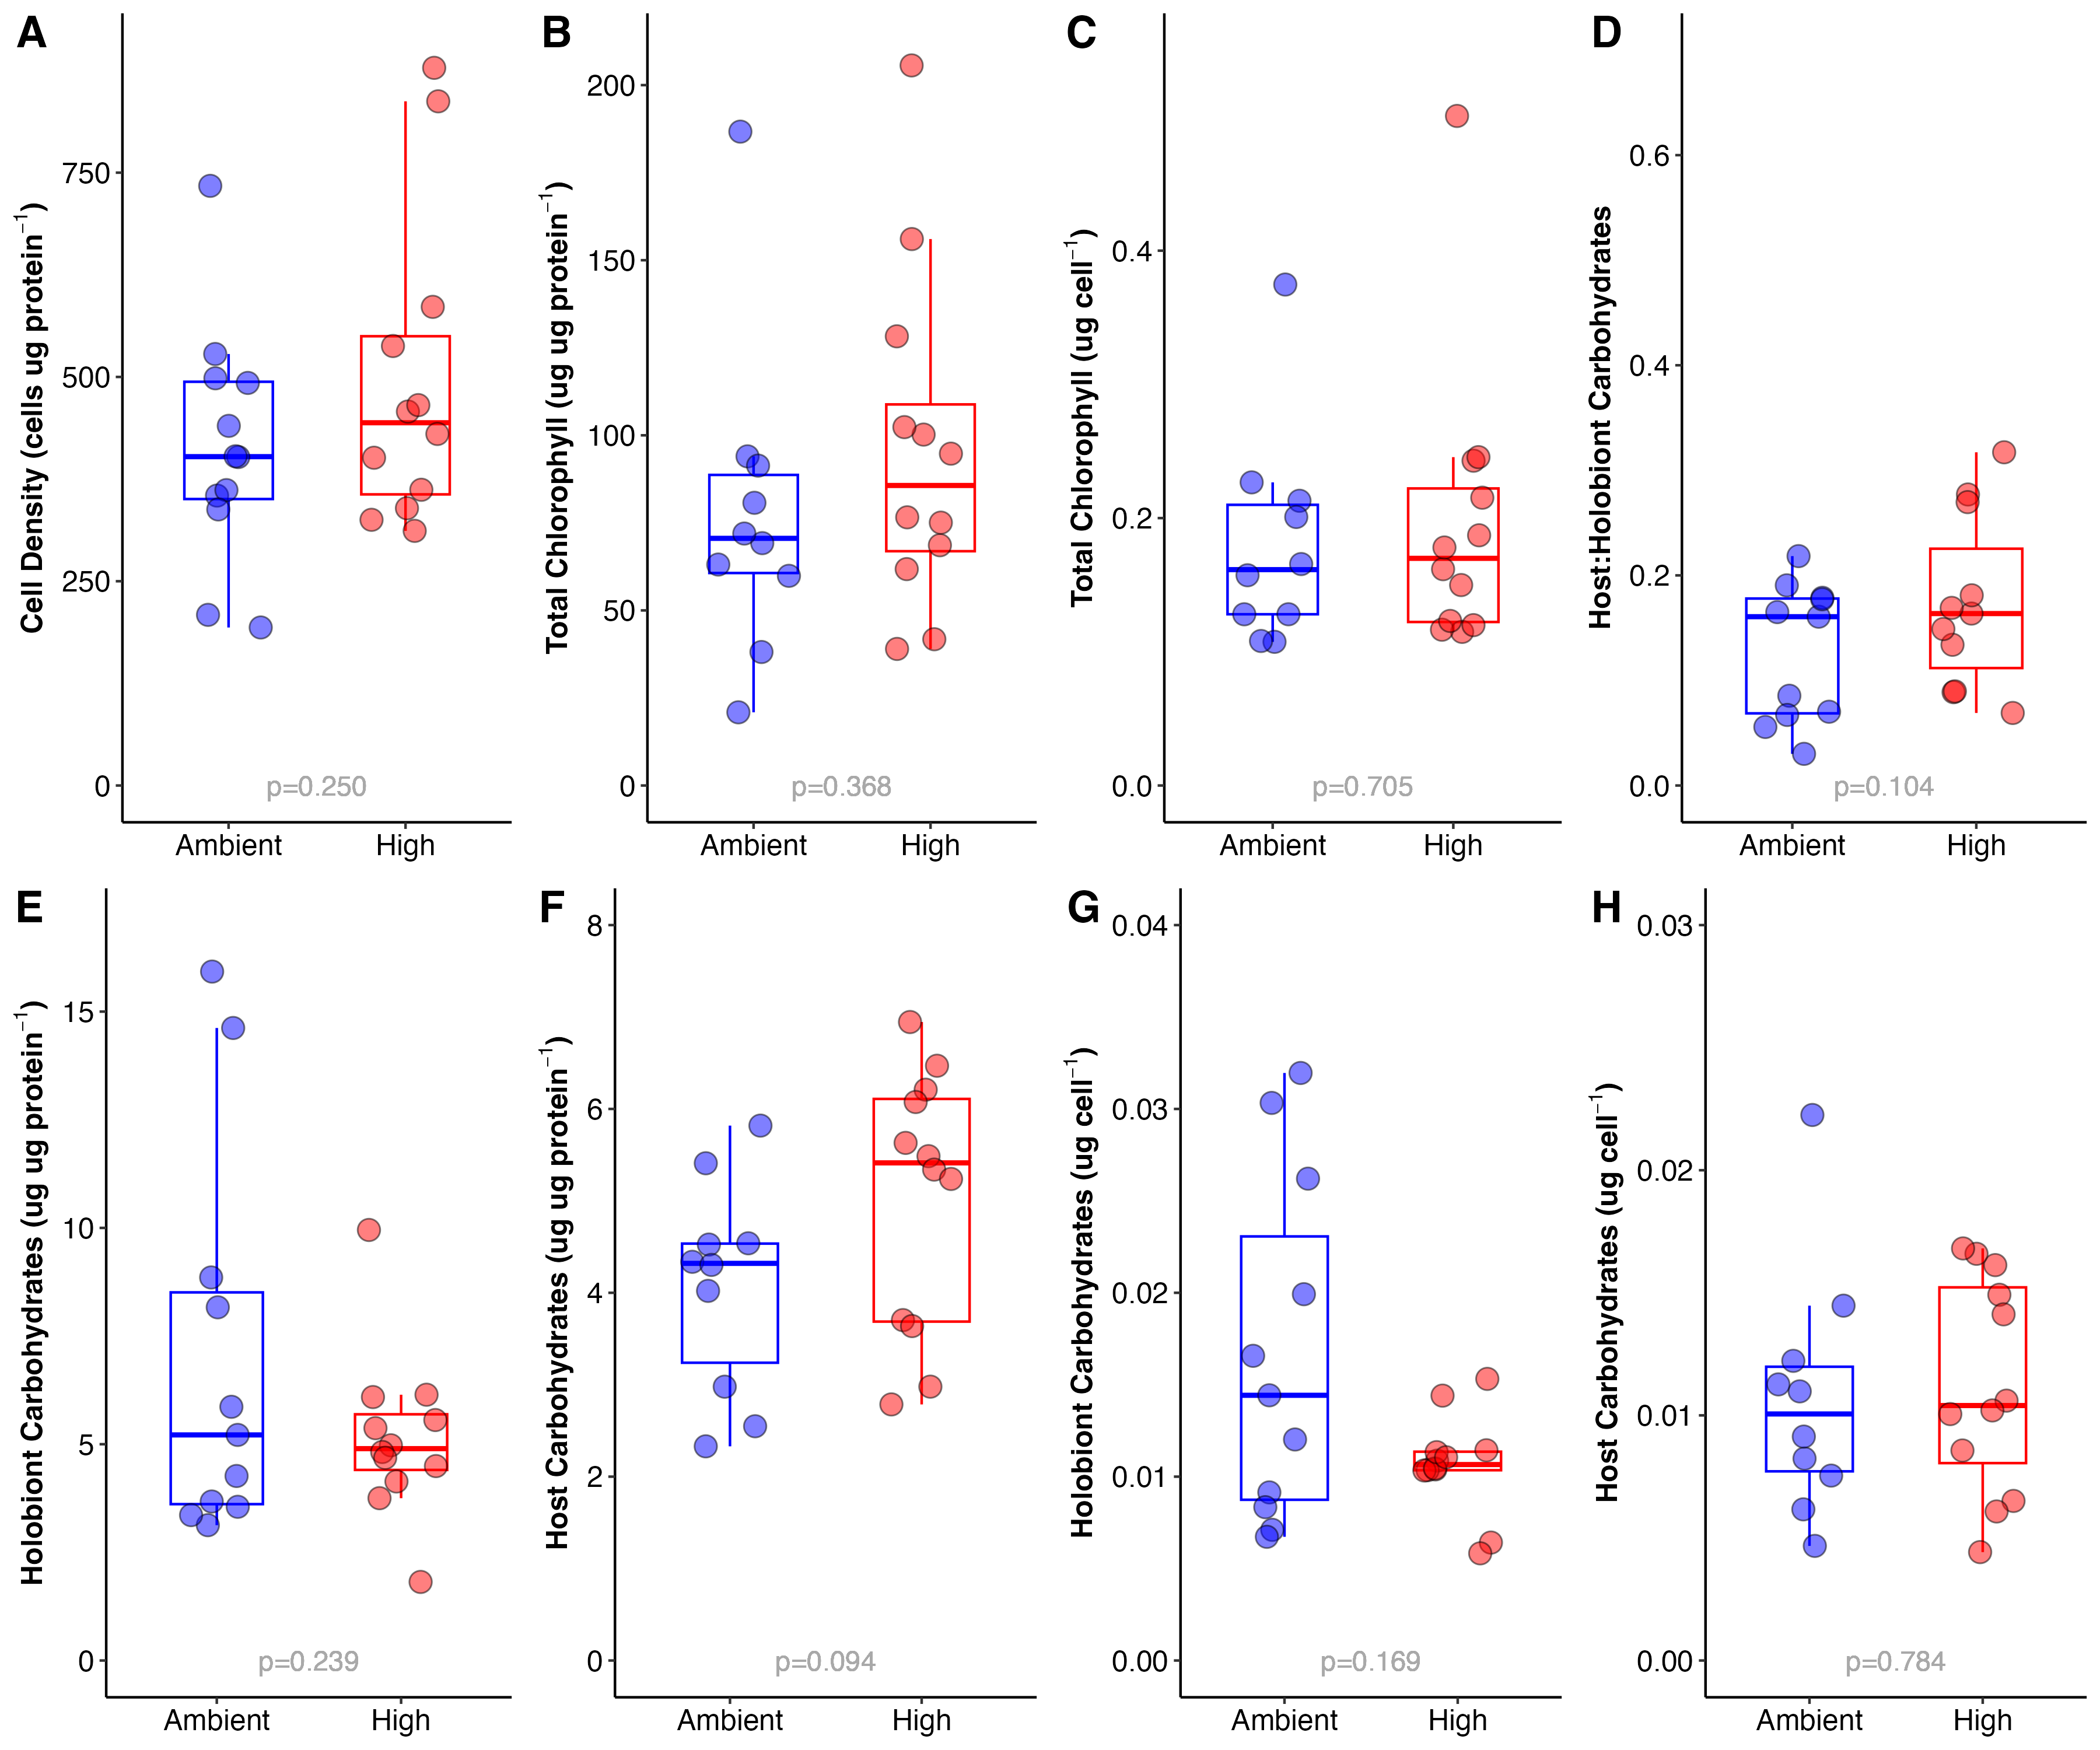 A
Cell Density (cells ug protein⁻¹)
750
500
250
0
p=0.250
Ambient
High
B
Total Chlorophyll (ug ug protein⁻¹)
200
150
100
50
0
p=0.368
Ambient
High
C
Total Chlorophyll (ug cell⁻¹)
0.4
0.2
0.0
p=0.705
Ambient
High
D
Host:Holobiont Carbohydrates
0.6
0.4
0.2
0.0
p=0.104
Ambient
High
E
Holobiont Carbohydrates (ug ug protein⁻¹)
15
10
5
0
p=0.239
Ambient
High
F
Host Carbohydrates (ug ug protein⁻¹)
8
6
4
2
0
p=0.094
Ambient
High
G
Holobiont Carbohydrates (ug cell⁻¹)
0.04
0.03
0.02
0.01
0.00
p=0.169
Ambient
High
H
Host Carbohydrates (ug cell⁻¹)
0.03
0.02
0.01
0.00
p=0.784
Ambient
High